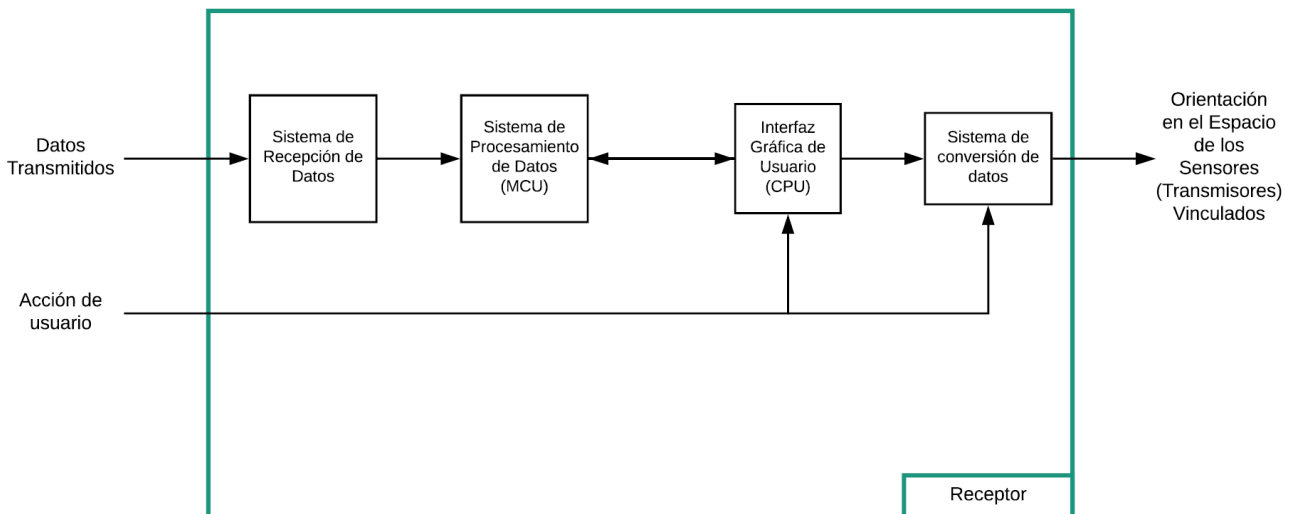 Datos
Transmitidos
Sistema de
Recepción de
Datos
Sistema de
Procesamiento
de Datos
(MCU)
Interfaz
Gráfica de
Usuario
(CPU)
Sistema de
conversión de
datos
Orientación
en el Espacio
de los
Sensores
(Transmisores)
Vinculados
Acción de
usuario
Receptor